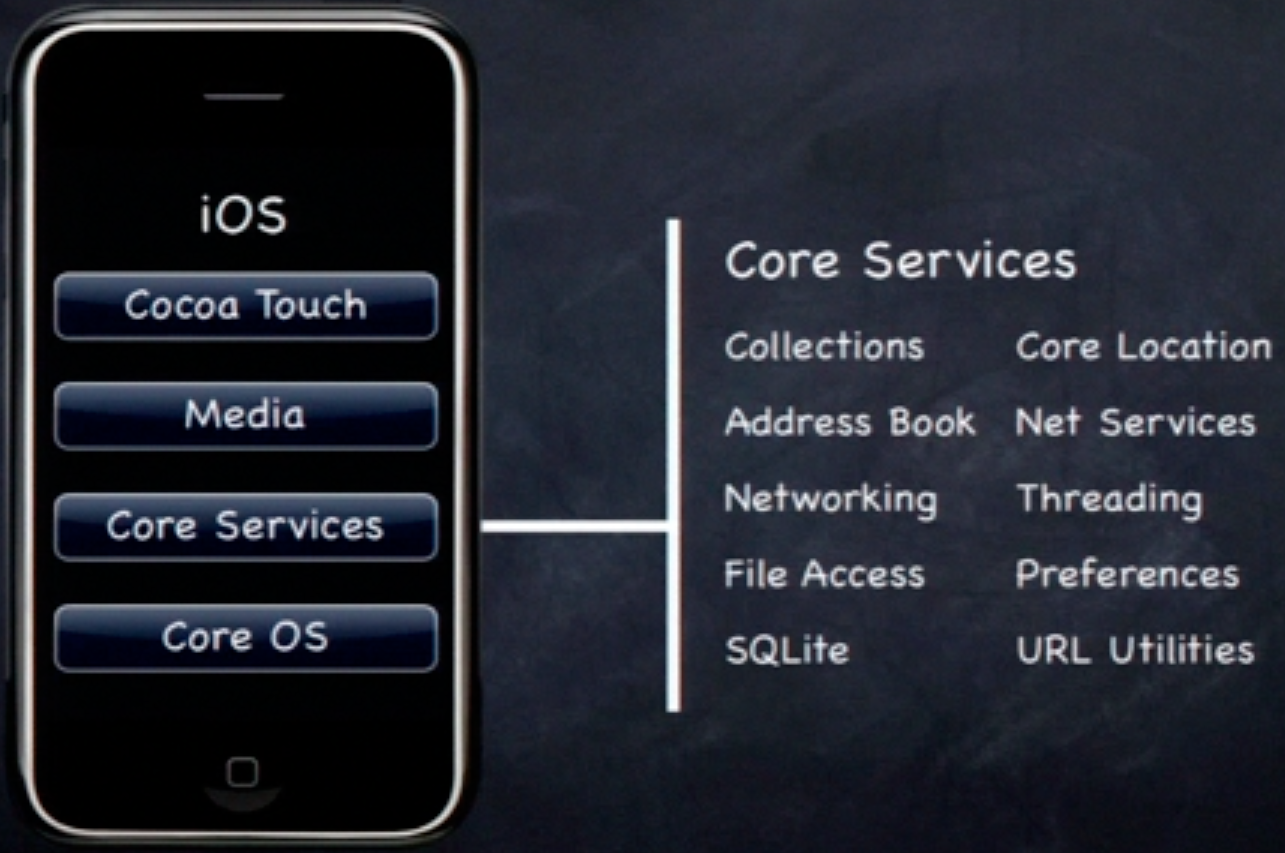 iOS
Cocoa Touch
Media
Core Services
Core OS
Core Services
Collections
Core Location
Address Book
Net Services
Networking
Threading
File Access
Preferences
SQLite
URL Utilities